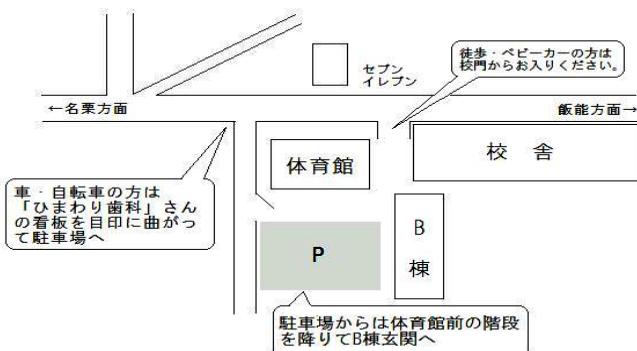 セブン
イレブン
徒歩・ベビーカーの方は
校門からお入りください。
←名栗方面
飯能方面→
体育館
校 舎
車・自転車の方は
「ひまわり歯科」さん
の看板を目印に曲がっ
て駐車場へ
P
B
棟
駐車場からは体育館前の階段
を降りてB棟玄関へ